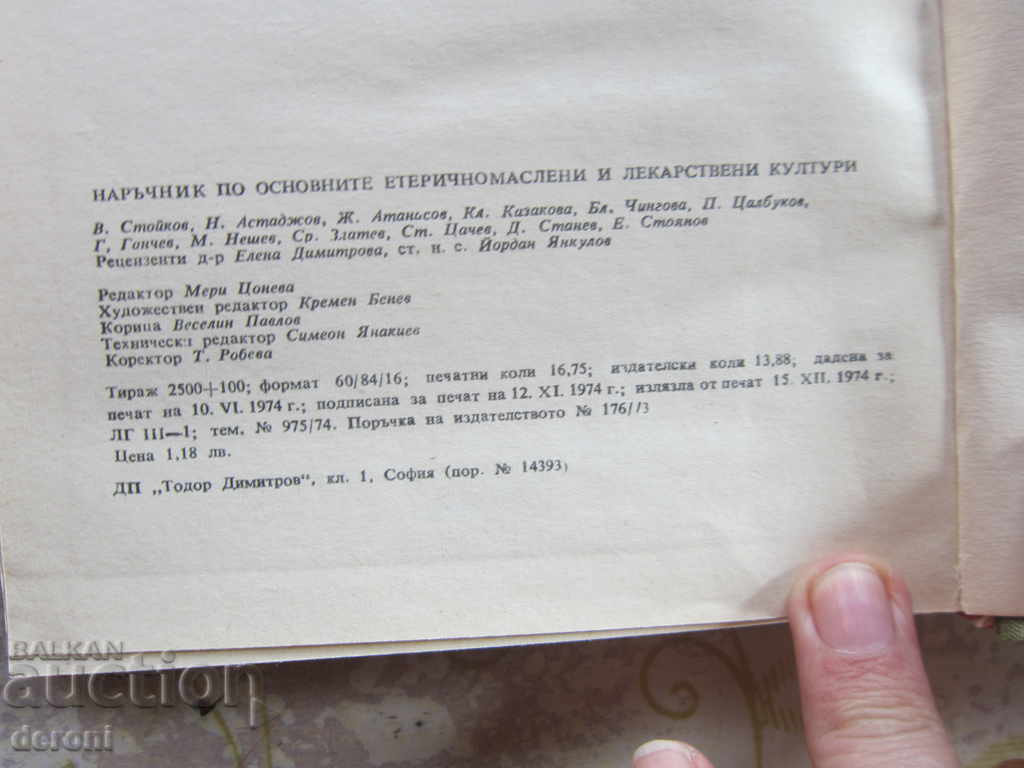 НАРЪЧНИК ПО ОСНОВНИТЕ ЕТЕРИЧНОМАСЛЕНИ И ЛЕКАРСТВЕНИ КУЛТУРИ
В. Стойков, Н. Астаджов, Ж. Атанасов, Кл. Казакова, Бл. Чингова, П. Цалбуков,
Г. Гончев, М. Нешев, Ср. Златев, Ст. Цачев, Д. Станев, Е. Стоянов
Рецензенти д-р Елена Димитрова, ст. н. с. Йордан Янкулов
Редактор Мери Цонева
Художествен редактор Кремен Бенев
Корица Веселин Павлов
Технически редактор Симеон Янакиев
Коректор Т. Робева
Тираж 2500+100; формат 60/84/16; печатни коли 16,75; издателски коли 13,88; дадена за
печат на 10. VI. 1974 г.; подписана за печат на 12. XI. 1974 г.; излязла от печат 15. XII. 1974 г.;
ЛГ III—1; тем. № 975/74. Поръчка на издателството № 176/73
Цена 1,18 лв.
ДП „Тодор Димитров", кл. 1, София (пор. № 14393)
BALKAN
auction
deroni